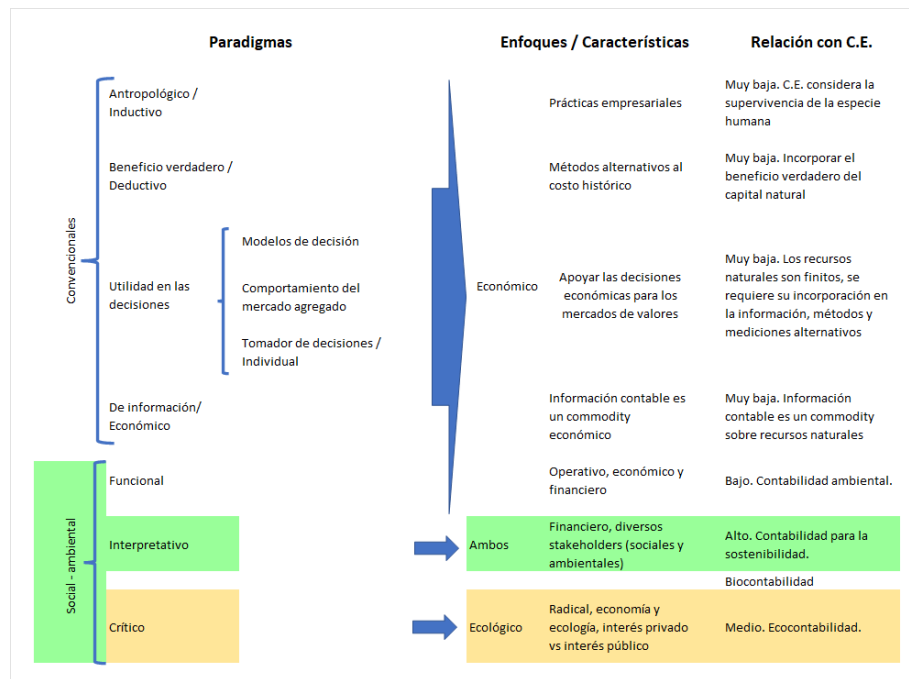 Paradigmas
Enfoques / Características
Relación con C.E.
Convencionales
Antropológico /
Inductivo
Prácticas empresariales
Muy baja. C.E. considera la
supervivencia de la especie
humana
Beneficio verdadero /
Deductivo
Métodos alternativos al
costo histórico
Muy baja. Incorporar el
beneficio verdadero del
capital natural
Utilidad en las
decisiones
Modelos de decisión
Comportamiento del
mercado agregado
Tomador de decisiones /
Individual
Económico
Apoyar las decisiones
económicas para los
mercados de valores
Muy baja. Los recursos
naturales son finitos, se
requiere su incorporación en
la información, métodos y
mediciones alternativos
De información/
Económico
Información contable es
un commodity
económico
Muy baja. Información
contable es un commodity
sobre recursos naturales
Social - ambiental
Funcional
Operativo, económico y
financiero
Bajo. Contabilidad ambiental.
Interpretativo
Ambos
Financiero, diversos
stakeholders (sociales y
ambientales)
Alto. Contabilidad para la
sostenibilidad.
Biocontabilidad
Crítico
Ecológico
Radical, economía y
ecología, interés privado
vs interés público
Medio. Ecocontabilidad.